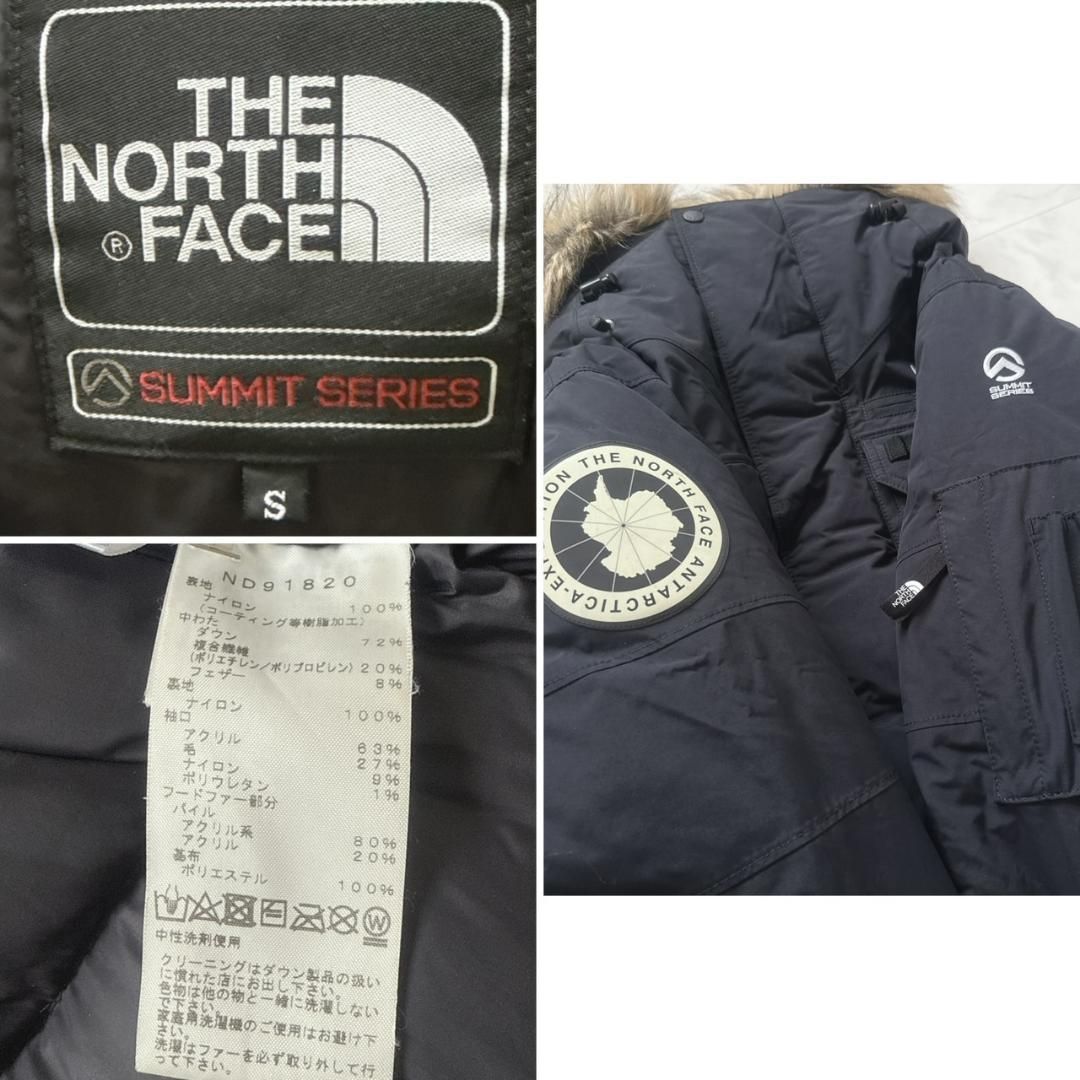 THE
NORTH
FACE
®
SUMMIT SERIES
S
表地 ND91820
ナイロン 100%
(コーティング等樹脂加工)
中わた
ダウン 72%
複合繊維
(ポリエチレン/ポリプロピレン) 20%
フェザー 8%
裏地
ナイロン 100%
袖口
アクリル 63%
毛 27%
ナイロン 9%
ポリウレタン 1%
フードファー部分
パイル
アクリル系 80%
アクリル 20%
基布
ポリエステル 100%
W
中性洗剤使用
クリーニングはダウン製品の扱い
に慣れた店にお出し下さい。
色物は他の物と一緒に洗濯しない
で下さい。
家庭用洗濯機のご使用はお避け下
さい。
洗濯はファーを必ず取り外して行
って下さい。
THE NORTH FACE ANTARCTICA
SUMMIT
SERIES
THE
NORTH
FACE